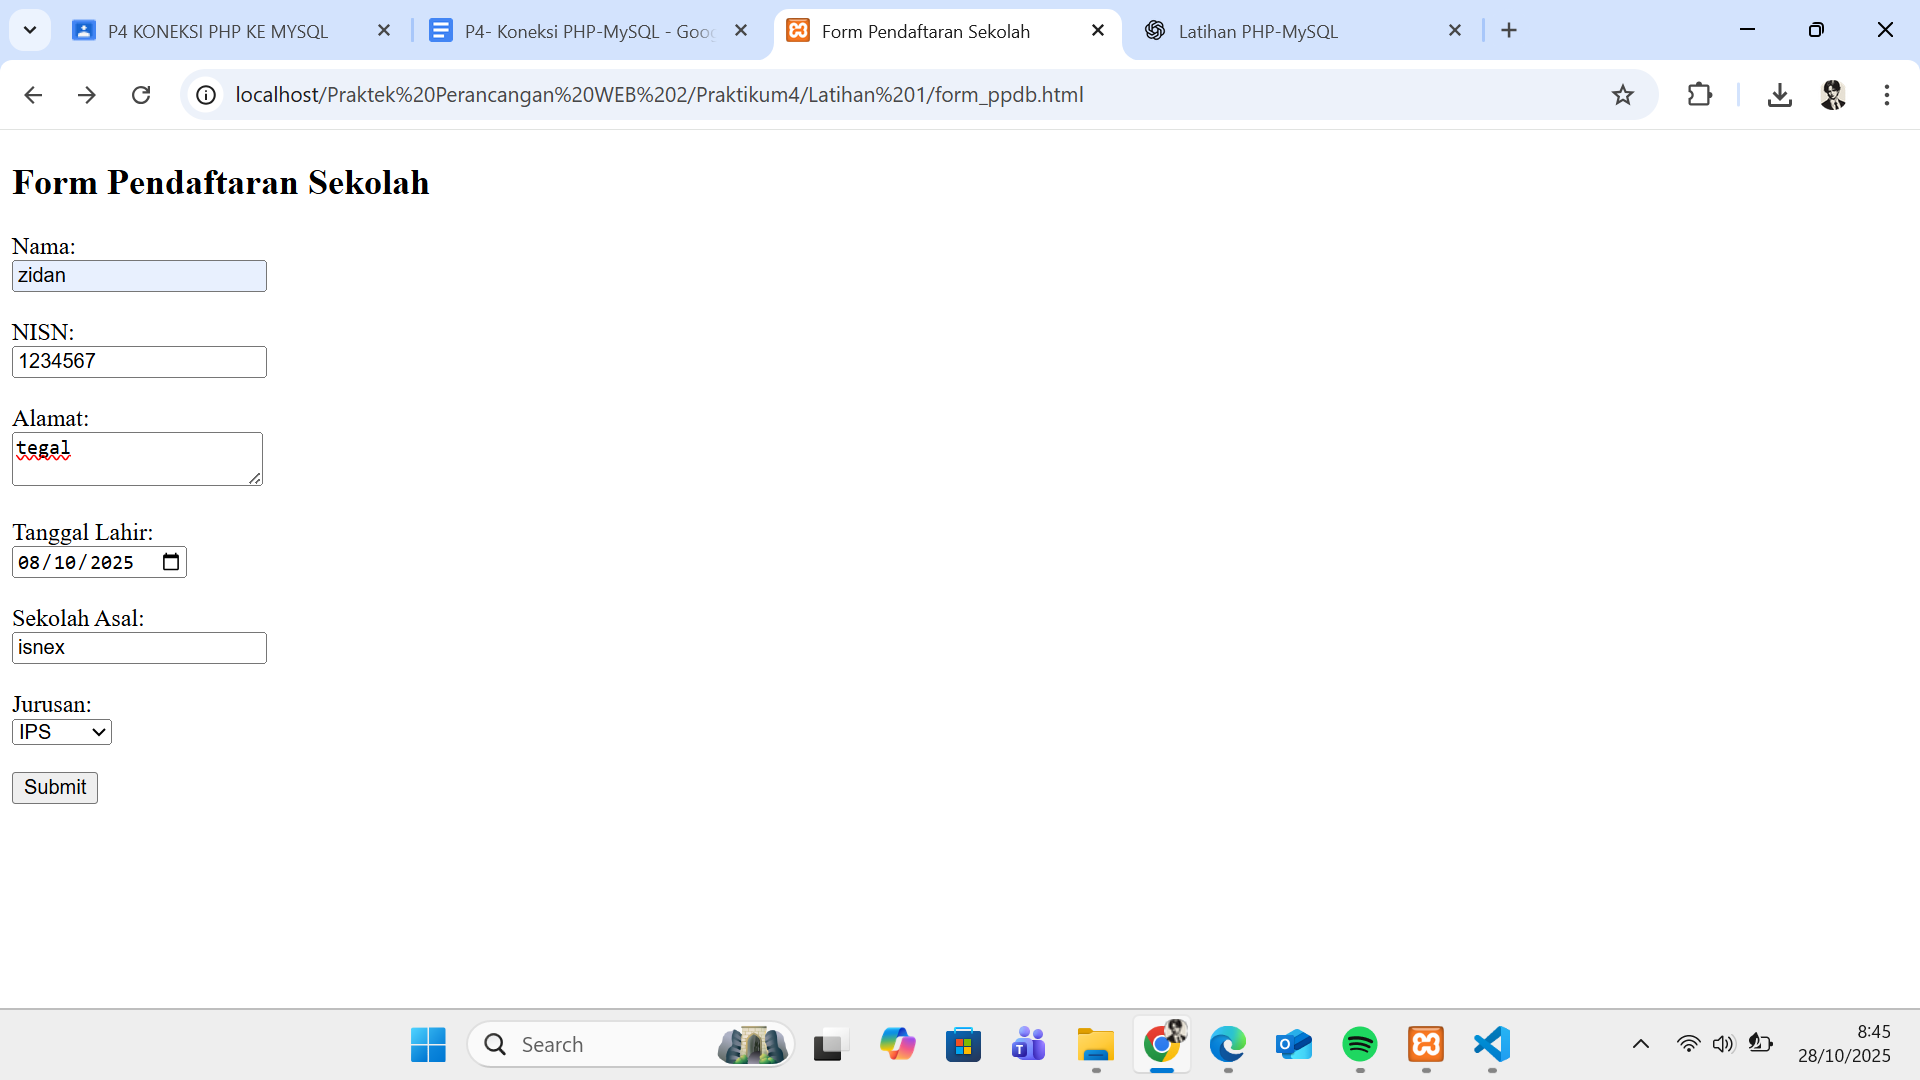 P4 KONEKSI PHP KE MYSQL
P4- Koneksi PHP-MySQL - Goog
Form Pendaftaran Sekolah
Latihan PHP-MySQL
localhost/Praktek%20Perancangan%20WEB%202/Praktikum4/Latihan%201/form_ppdb.html
Form Pendaftaran Sekolah
Nama:
zidan
NISN:
1234567
Alamat:
tegal
Tanggal Lahir:
08/10/2025
Sekolah Asal:
isnex
Jurusan:
IPS
Submit
Search
8:45
28/10/2025